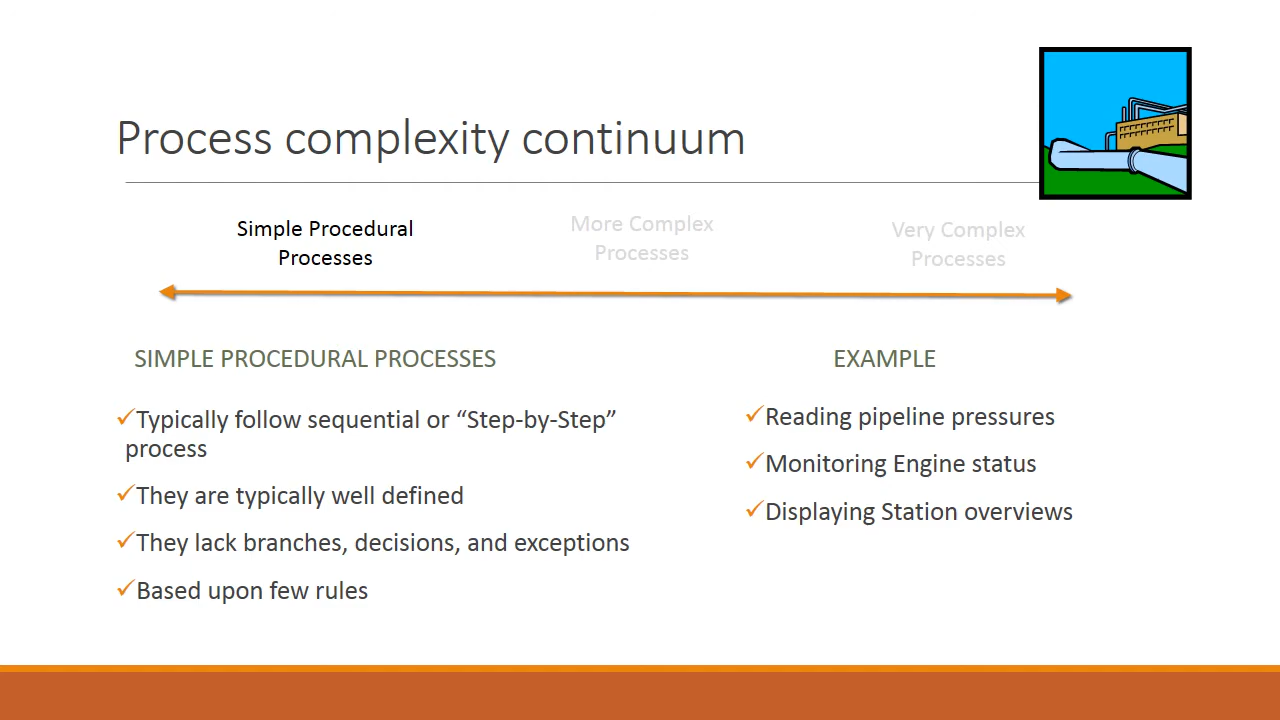 Process complexity continuum
Simple Procedural
Processes
More Complex
Processes
Very Complex
Processes
SIMPLE PROCEDURAL PROCESSES
✓Typically follow sequential or “Step-by-Step”
process
✓They are typically well defined
✓They lack branches, decisions, and exceptions
✓Based upon few rules
EXAMPLE
✓Reading pipeline pressures
✓Monitoring Engine status
✓Displaying Station overviews